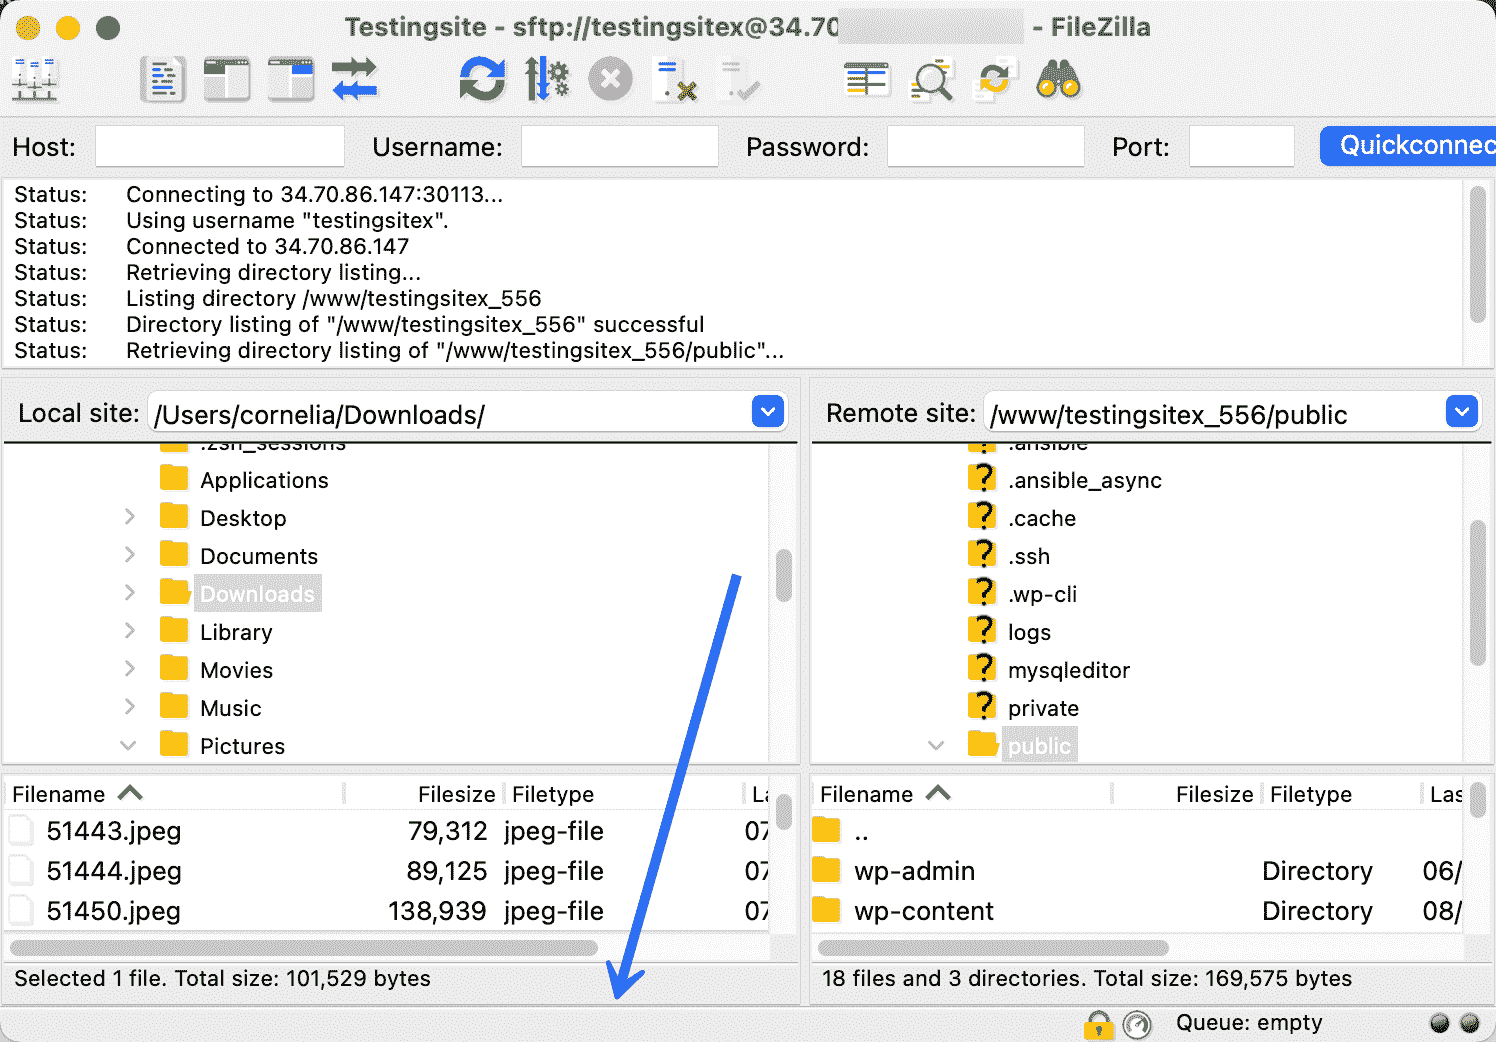 Testingsite - sftp://testingsitex@34.70 - FileZilla
Host: Username: Password: Port: Quickconnec
Status: Connecting to 34.70.86.147:30113...
Status: Using username "testingsitex".
Status: Connected to 34.70.86.147
Status: Retrieving directory listing...
Status: Listing directory /www/testingsitex_556
Status: Directory listing of "/www/testingsitex_556" successful
Status: Retrieving directory listing of "/www/testingsitex_556/public"...
Local site: /Users/cornelia/Downloads/
.zsh_sessions
Applications
Desktop
Documents
Downloads
Library
Movies
Music
Pictures
Filename Filesize Filetype La
51443.jpeg 79,312 jpeg-file 07
51444.jpeg 89,125 jpeg-file 07
51450.jpeg 138,939 jpeg-file 07
Selected 1 file. Total size: 101,529 bytes
Remote site: /www/testingsitex_556/public
.ansible
.ansible_async
.cache
.ssh
.wp-cli
logs
mysqleditor
private
public
Filename Filesize Filetype Las
..
wp-admin Directory 06/
wp-content Directory 08/
18 files and 3 directories. Total size: 169,575 bytes
Queue: empty